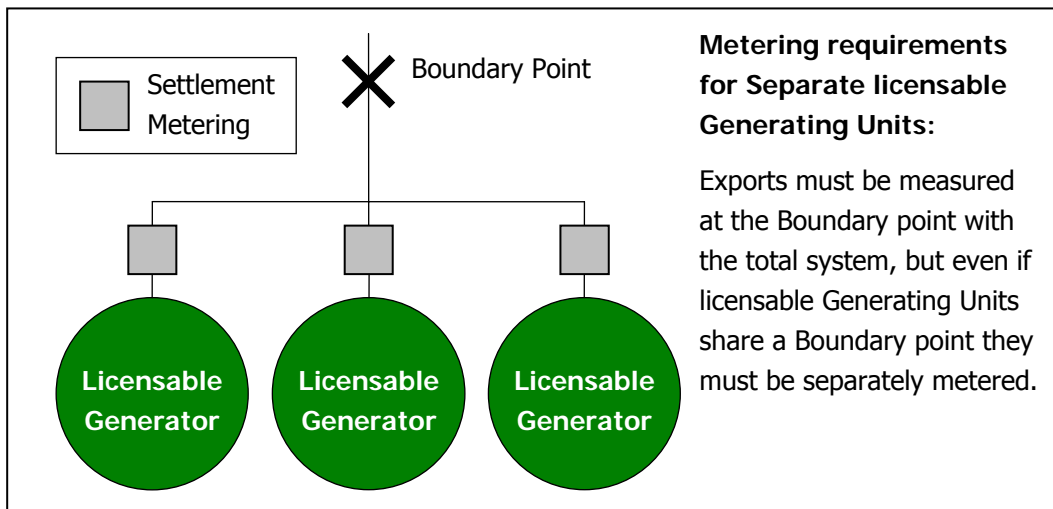 Settlement
Metering
Boundary Point
Licensable
Generator
Licensable
Generator
Licensable
Generator
Metering requirements
for Separate licensable
Generating Units:
Exports must be measured
at the Boundary point with
the total system, but even if
licensable Generating Units
share a Boundary point they
must be separately metered.